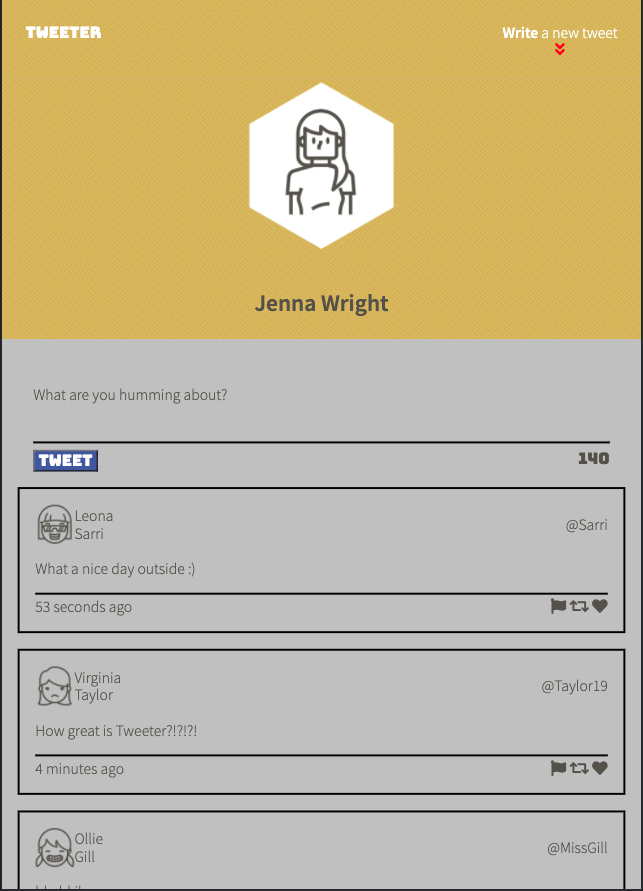 TWEETER
Write a new tweet
Jenna Wright
What are you humming about?
TWEET
140
Leona
Sarri
@Sarri
What a nice day outside :)
53 seconds ago
Virginia
Taylor
@Taylor19
How great is Tweeter?!?!?!
4 minutes ago
Ollie
Gill
@MissGill